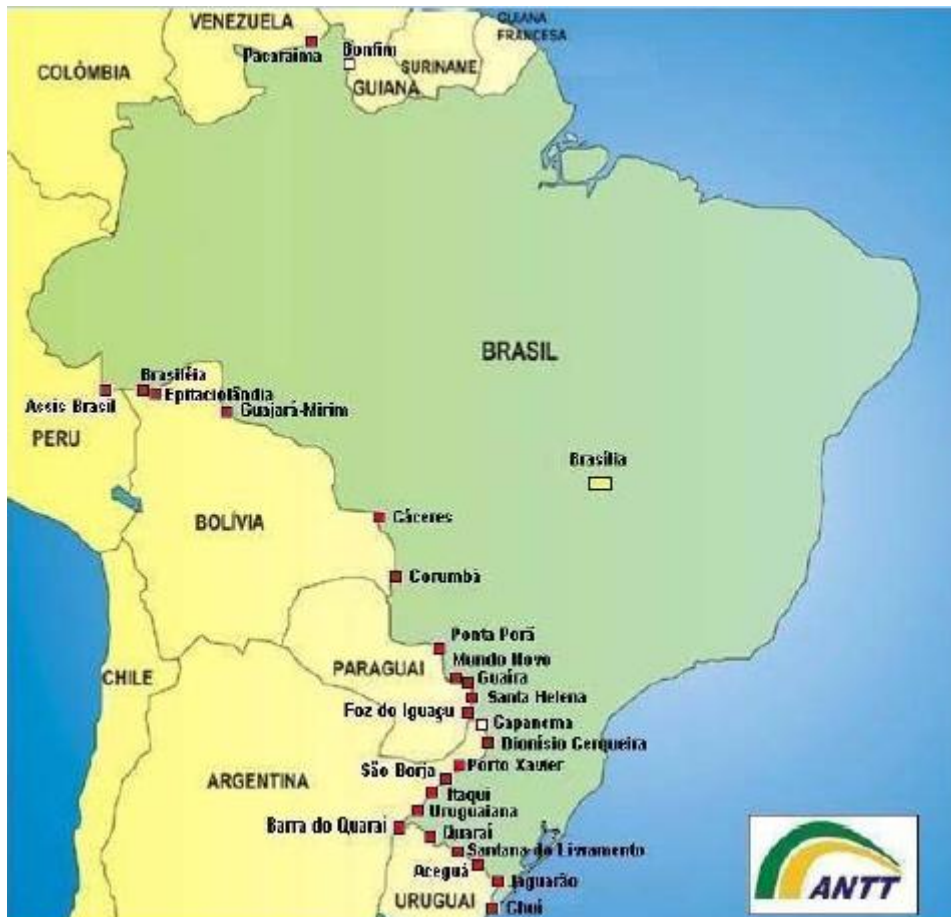 VENEZUELA
GUIANA
FRANCESA
Pacaraima
Bonfim
COLÔMBIA
SURINAME
GUIANA
BRASIL
Brasiléia
Epitaciolândia
Assis Brasil
Guajará-Mirim
PERU
Brasília
BOLÍVIA
Cáceres
Corumbá
Ponta Porã
Mundo Novo
PARAGUAI
CHILE
Guaíra
Santa Helena
Foz do Iguaçu
Capanema
Dionísio Cerqueira
Porto Xavier
São Borja
ARGENTINA
Itaqui
Uruguaiana
Barra do Quaraí
Quaraí
Santana do Livramento
Aceguá
Jaguarão
ANTT
URUGUAI
Chuí